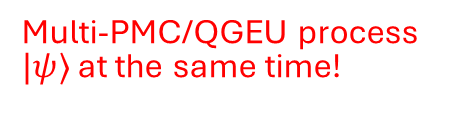 Multi-PMC/QGEU process
|ψ⟩ at the same time!